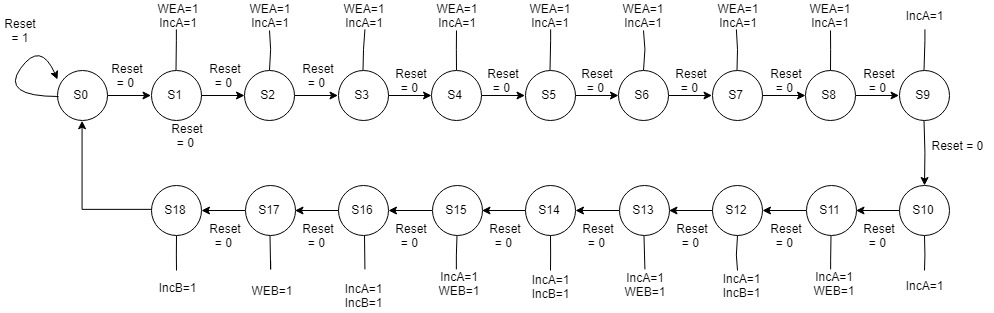 WEA=1 WEA=1 WEA=1 WEA=1 WEA=1 WEA=1 WEA=1 WEA=1
IncA=1 IncA=1 IncA=1 IncA=1 IncA=1 IncA=1 IncA=1 IncA=1 IncA=1
Reset
= 1
Reset Reset Reset Reset Reset Reset Reset Reset Reset
= 0 = 0 = 0 = 0 = 0 = 0 = 0 = 0 = 0
S0 S1 S2 S3 S4 S5 S6 S7 S8 S9
Reset
= 0
Reset = 0
S18 S17 S16 S15 S14 S13 S12 S11 S10
Reset Reset Reset Reset Reset Reset Reset Reset
= 0 = 0 = 0 = 0 = 0 = 0 = 0 = 0
IncB=1 WEB=1 IncA=1 IncA=1 IncA=1 IncA=1 IncA=1 IncA=1 IncA=1
IncB=1 WEB=1 IncB=1 WEB=1 IncB=1 WEB=1